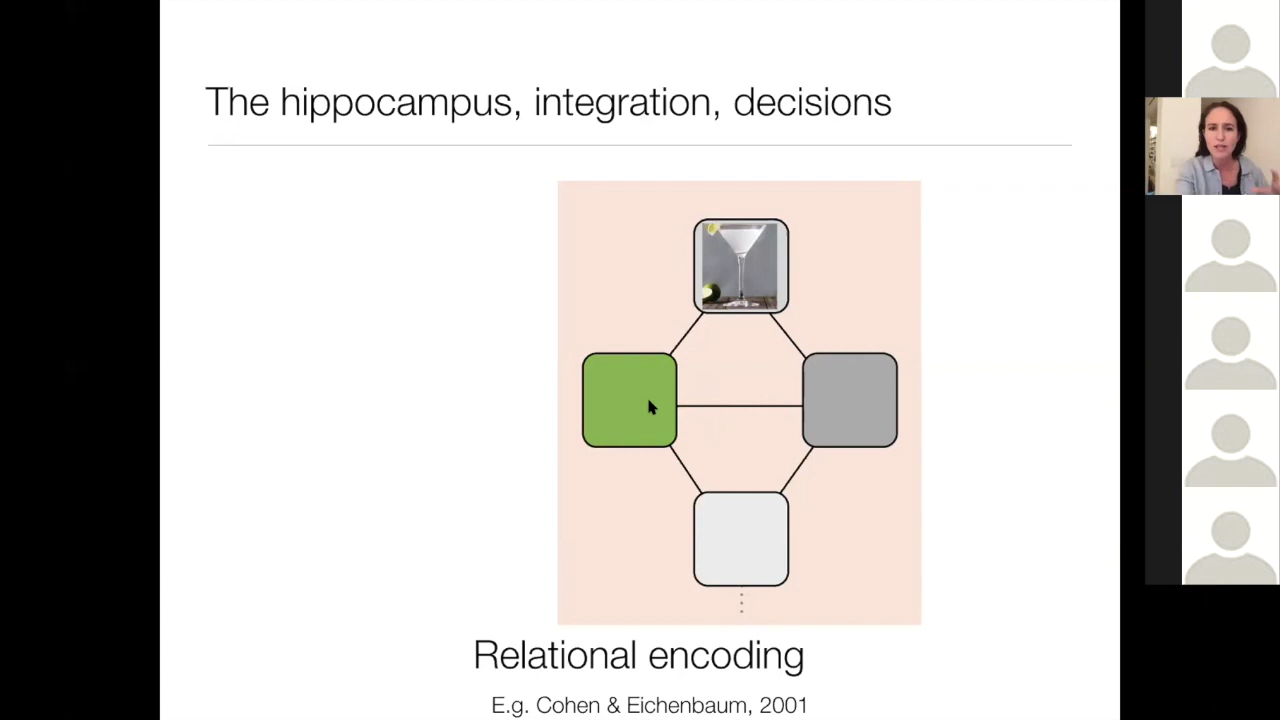 The hippocampus, integration, decisions
Relational encoding
E.g. Cohen & Eichenbaum, 2001